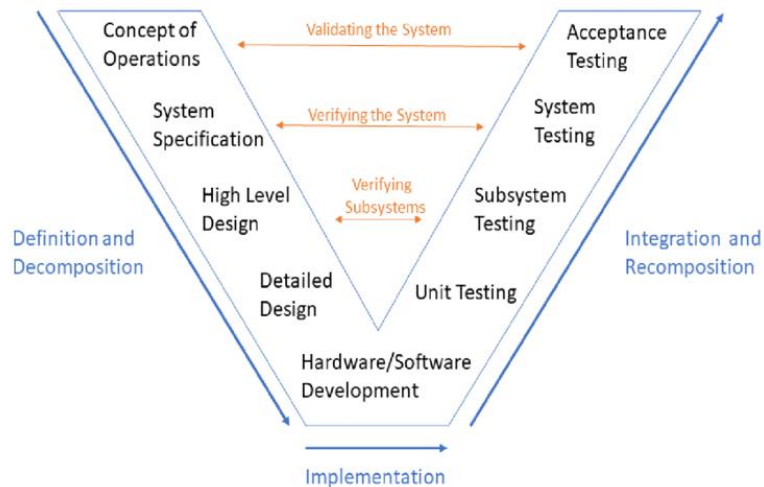 Concept of
Operations
Validating the System
Acceptance
Testing
System
Specification
Verifying the System
System
Testing
High Level
Design
Verifying
Subsystems
Subsystem
Testing
Definition and
Decomposition
Integration and
Recomposition
Detailed
Design
Unit Testing
Hardware/Software
Development
Implementation